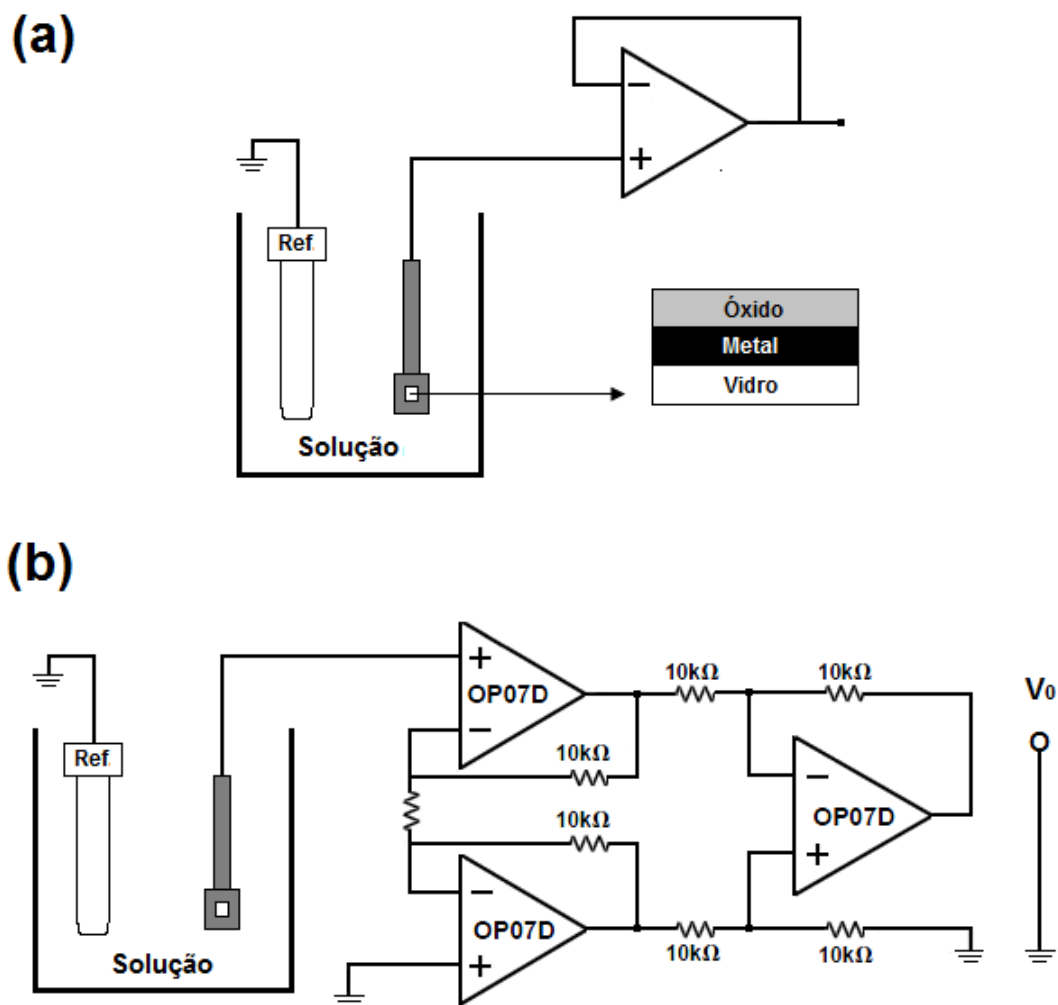 (a)
−
+
Ref.
Óxido
Metal
Vidro
Solução
(b)
10kΩ
10kΩ
V₀
+
OP07D
−
Ref.
10kΩ
−
OP07D
+
10kΩ
−
OP07D
+
10kΩ
10kΩ
Solução